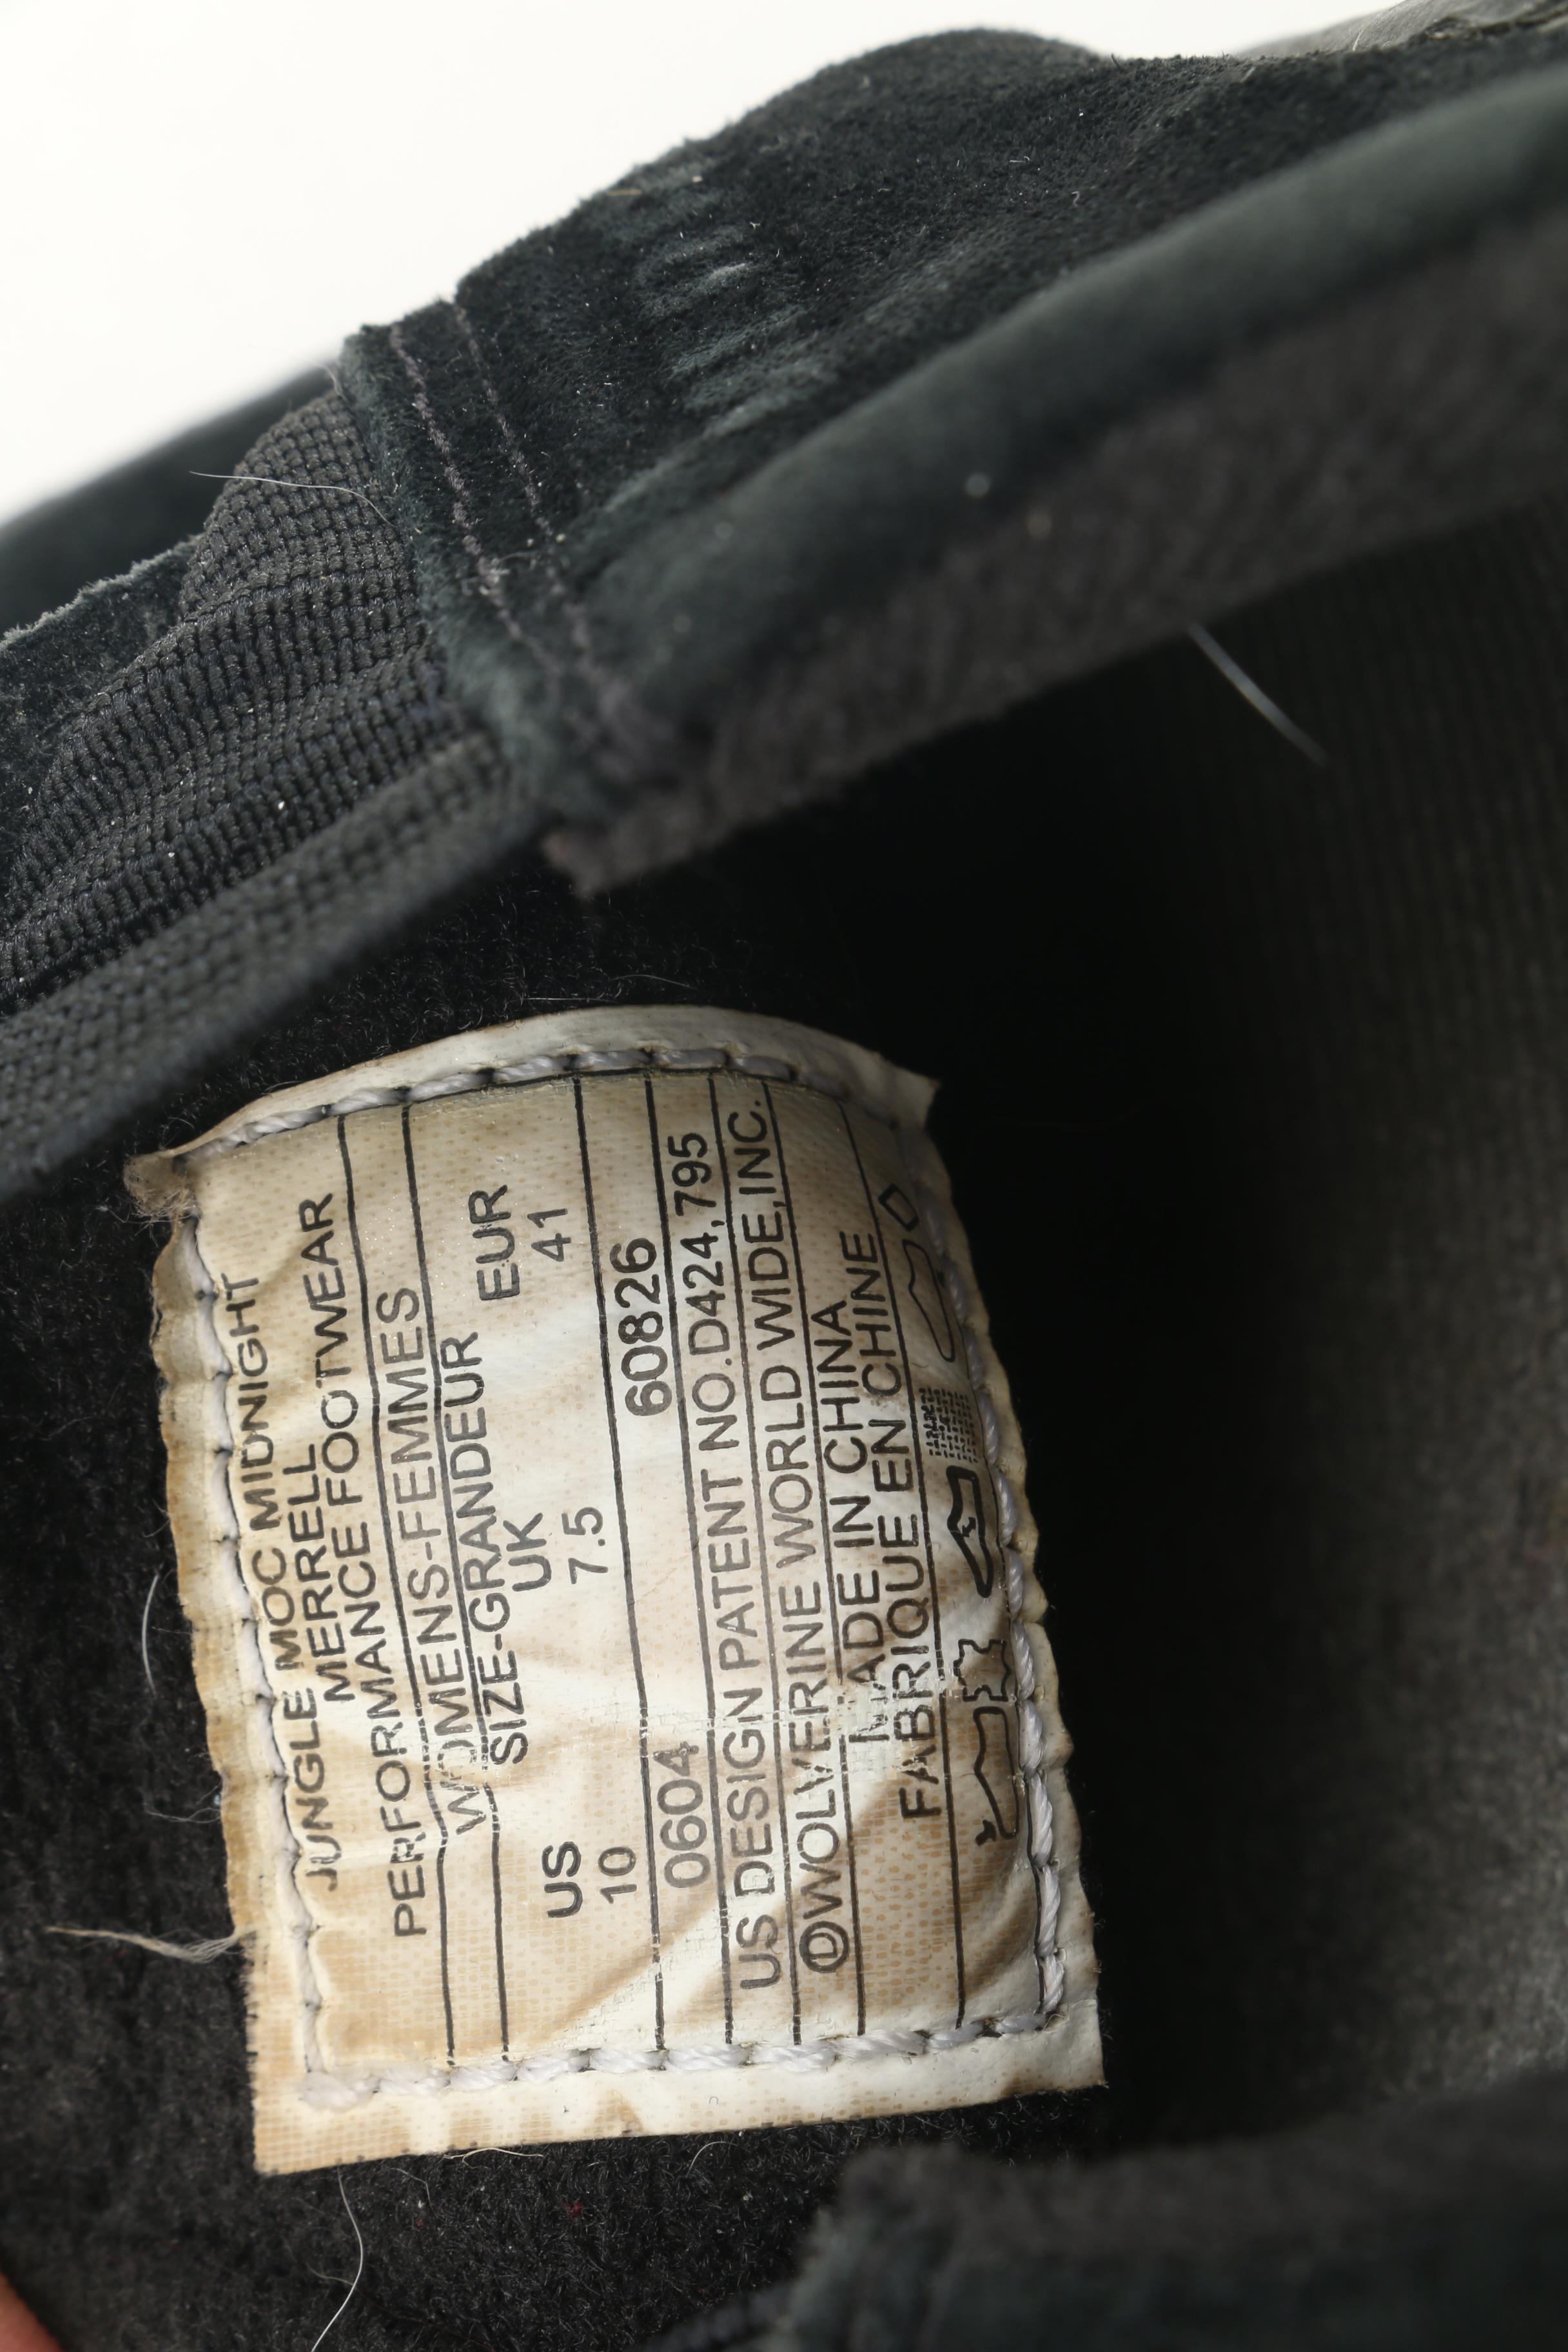 JUNGLE MOC MIDNIGHT
MERRELL
PERFORMANCE FOOTWEAR
WOMENS-FEMMES
SIZE-GRANDEUR
US UK EUR
10 7.5 41
0604 60826
US DESIGN PATENT NO.D424,795
©WOLVERINE WORLD WIDE,INC.
MADE IN CHINA
FABRIQUE EN CHINE